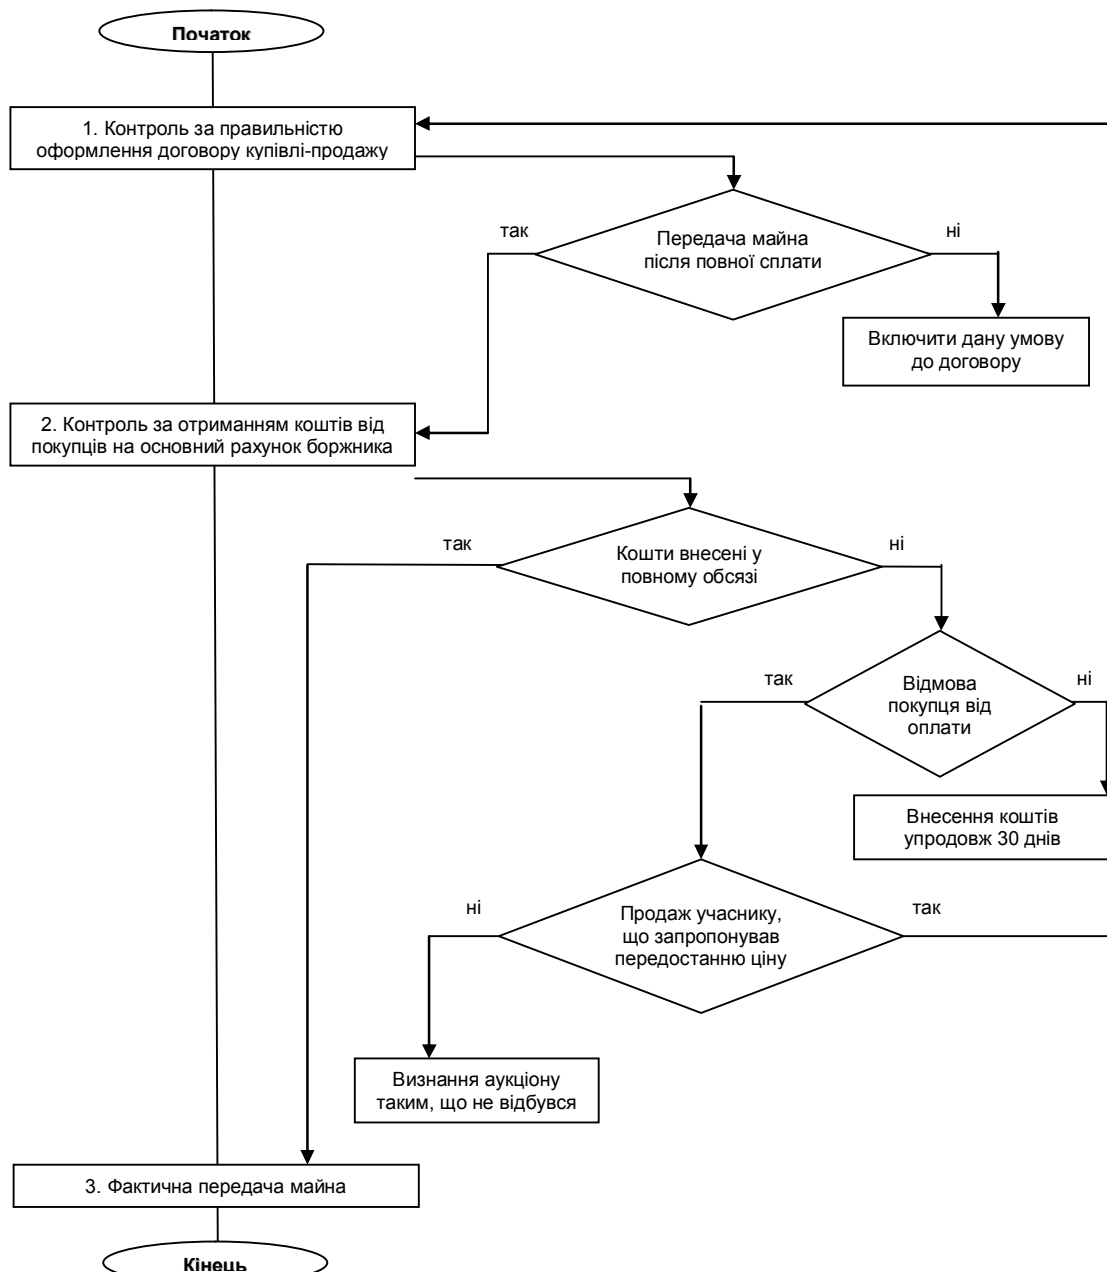 Початок
1. Контроль за правильністю
оформлення договору купівлі-продажу
так
Передача майна
після повної сплати
ні
Включити дану умову
до договору
2. Контроль за отриманням коштів від
покупців на основний рахунок боржника
так
Кошти внесені у
повному обсязі
ні
так
Відмова
покупця від
оплати
ні
Внесення коштів
упродовж 30 днів
ні
Продаж учаснику,
що запропонував
передостанню ціну
так
Визнання аукціону
таким, що не відбувся
3. Фактична передача майна
Кінець